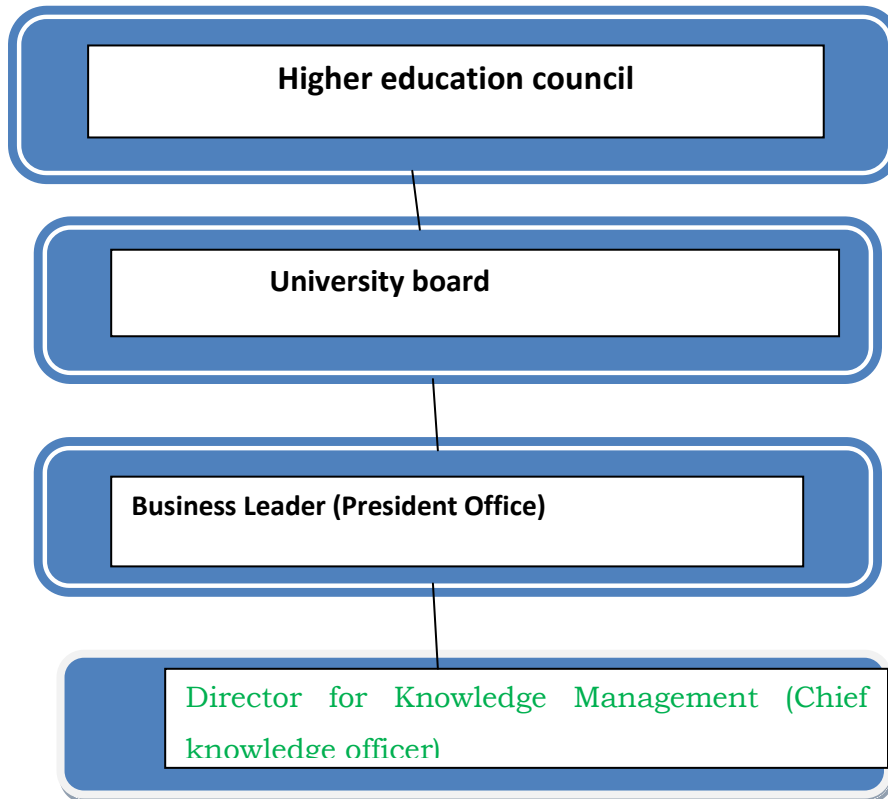 Higher education council
University board
Business Leader (President Office)
Director for Knowledge Management (Chief
knowledge officer)